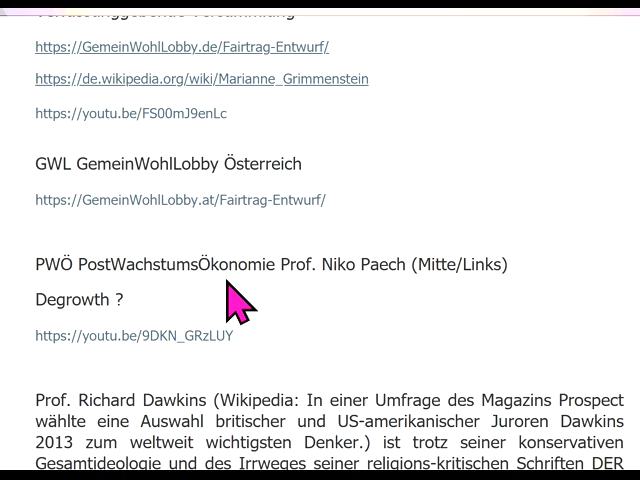 Verfassunggebende Versammlung
https://GemeinWohlLobby.de/Fairtrag-Entwurf/
https://de.wikipedia.org/wiki/Marianne_Grimmenstein
https://youtu.be/FS00mJ9enLc
GWL GemeinWohlLobby Österreich
https://GemeinWohlLobby.at/Fairtrag-Entwurf/
PWÖ PostWachstumsÖkonomie Prof. Niko Paech (Mitte/Links)
Degrowth ?
https://youtu.be/9DKN_GRzLUY
Prof. Richard Dawkins (Wikipedia: In einer Umfrage des Magazins Prospect
wählte eine Auswahl britischer und US-amerikanischer Juroren Dawkins
2013 zum weltweit wichtigsten Denker.) ist trotz seiner konservativen
Gesamtideologie und des Irrweges seiner religions-kritischen Schriften DER